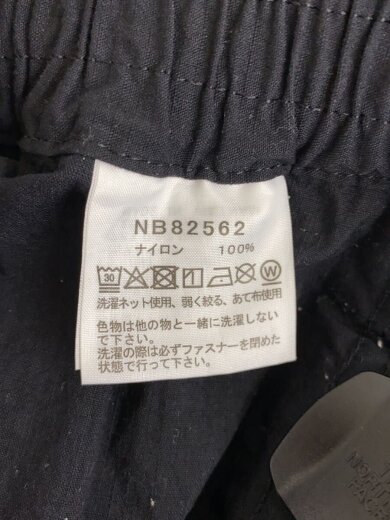 NB82562
ナイロン 100%
30 W
洗濯ネット使用、弱く絞る、あて布使用
色物は他の物と一緒に洗濯しない
で下さい。
洗濯の際は必ずファスナーを閉めた
状態で行って下さい。